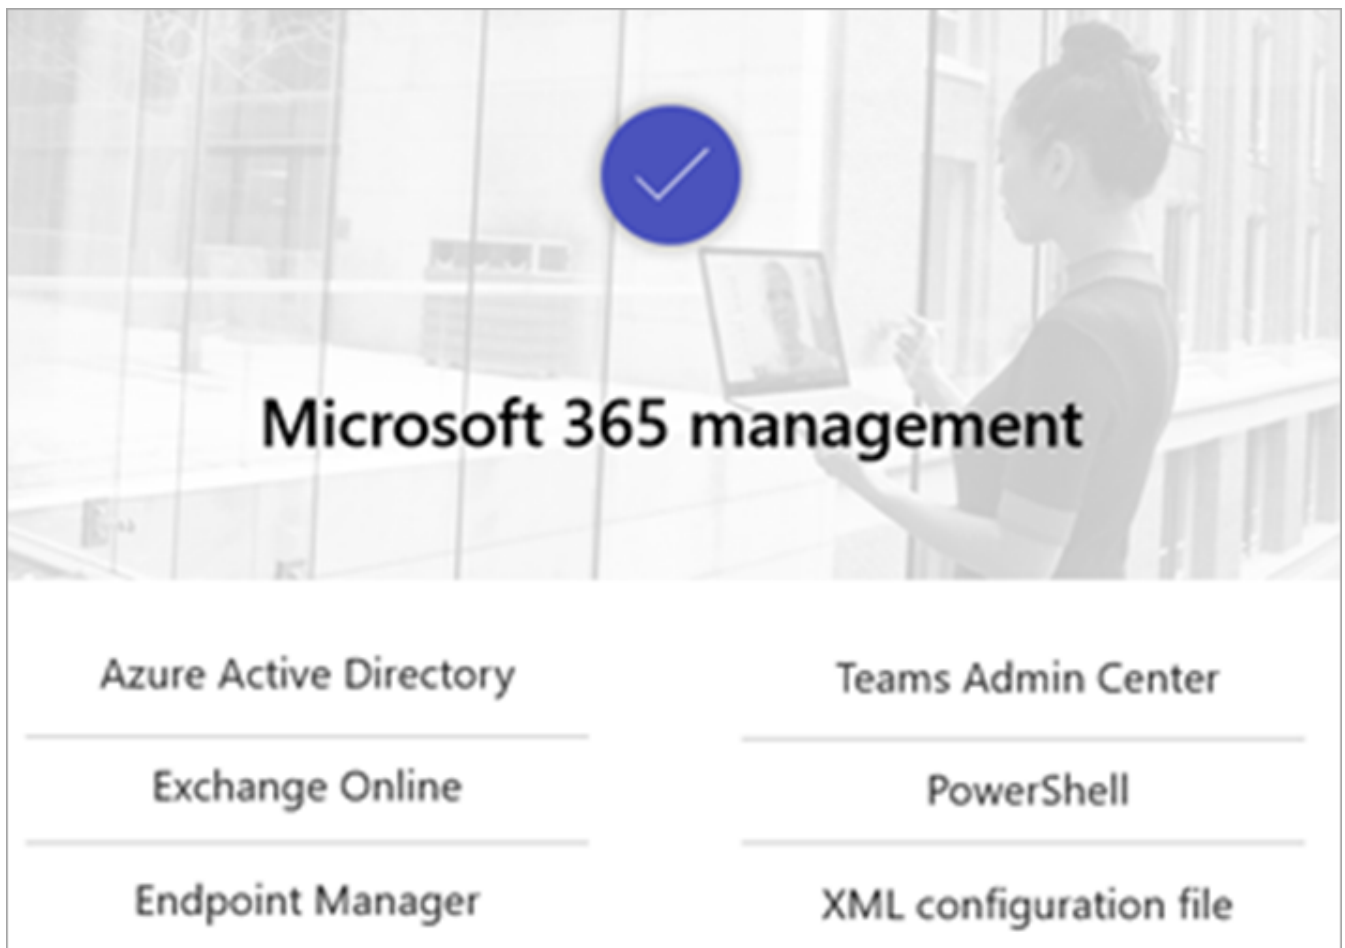 Microsoft 365 management
Azure Active Directory
Teams Admin Center
Exchange Online
PowerShell
Endpoint Manager
XML configuration file